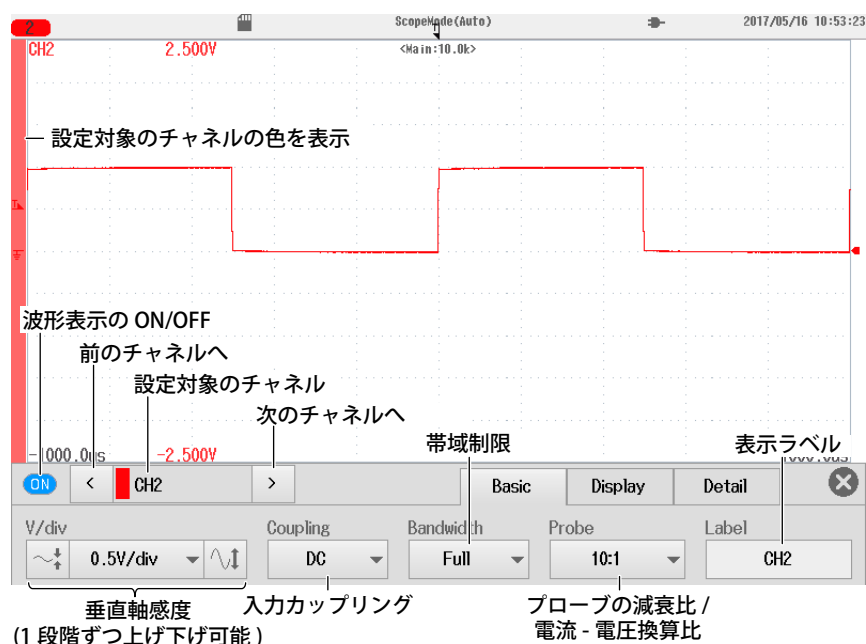 2
ScopeMode(Auto)
2017/05/16 10:53:23
CH2
2.500V
<Main:10.0k>
設定対象のチャネルの色を表示
波形表示の ON/OFF
前のチャネルへ
設定対象のチャネル
次のチャネルへ
帯域制限
表示ラベル
-1000.0us
-2.500V
1000.0us
ON
<
CH2
>
Basic
Display
Detail
V/div
Coupling
Bandwidth
Probe
Label
0.5V/div
DC
Full
10:1
CH2
垂直軸感度
(1 段階ずつ上げ下げ可能 )
入力カップリング
プローブの減衰比 /
電流 - 電圧換算比